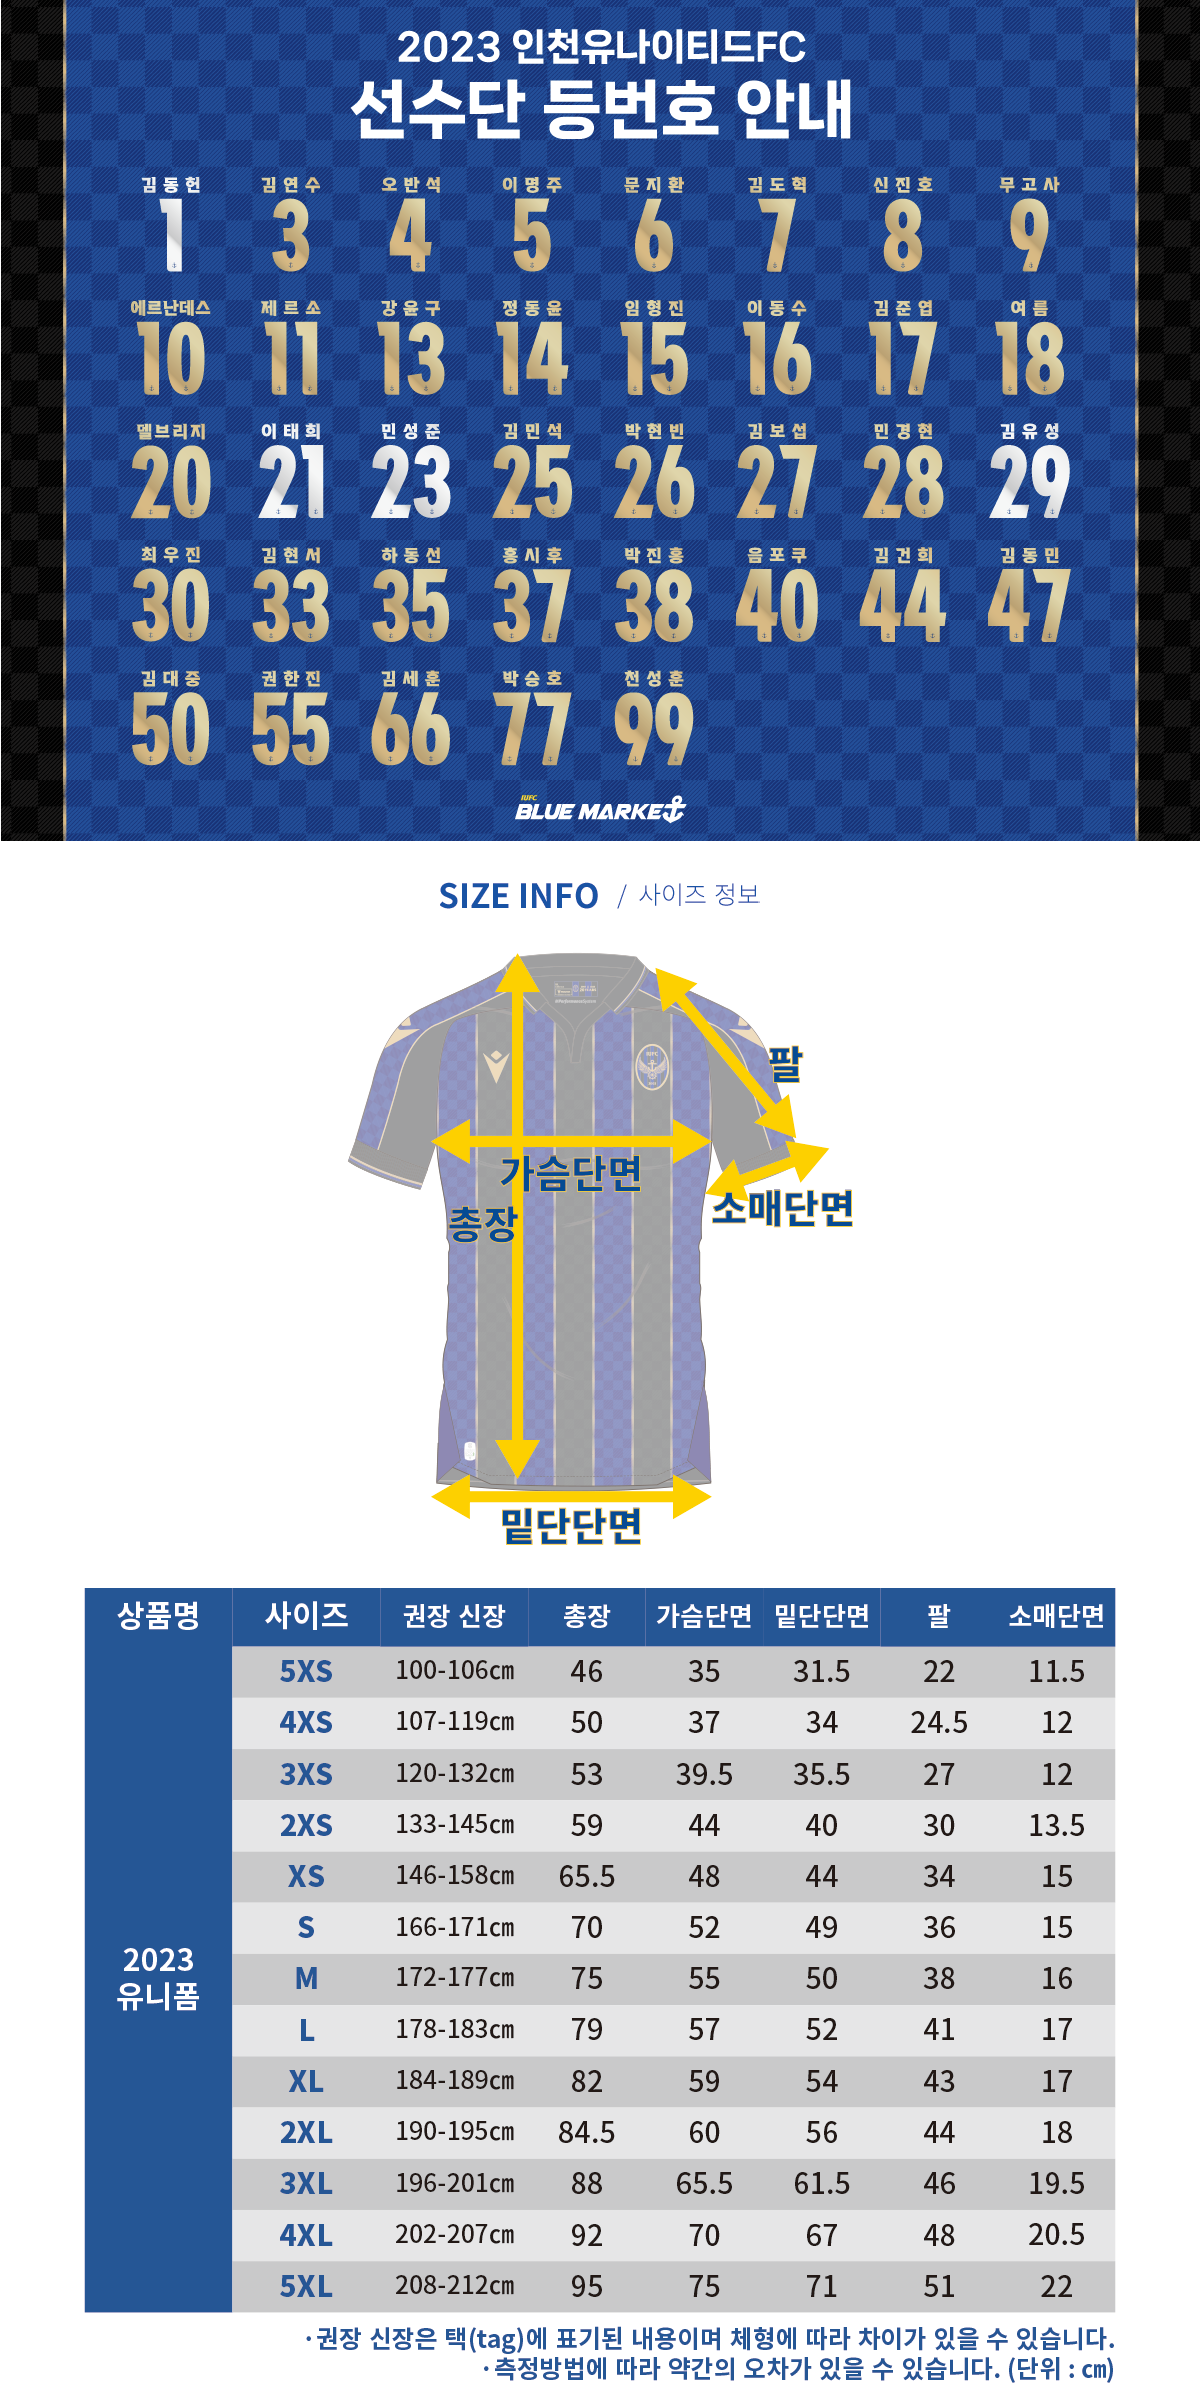 2023 인천유나이티드FC
선수단 등번호 안내
김동헌 김연수 오반석 이명주 문지환 김도혁 신진호 무고사
1 3 4 5 6 7 8 9
에르난데스 제르소 강윤구 정동윤 임형진 이동수 김준엽 여름
10 11 13 14 15 16 17 18
델브리지 이태희 민성준 김민석 박현빈 김보섭 민경현 김유성
20 21 23 25 26 27 28 29
최우진 김현서 하동선 홍시후 박진홍 음포쿠 김건희 김동민
30 33 35 37 38 40 44 47
김대중 권한진 김세훈 박승호 천성훈
50 55 66 77 99
IUFC
BLUE MARKET
SIZE INFO / 사이즈 정보
IUFC
팔
가슴단면
소매단면
총장
밑단단면
상품명 사이즈 권장 신장 총장 가슴단면 밑단단면 팔 소매단면
5XS 100-106㎝ 46 35 31.5 22 11.5
4XS 107-119㎝ 50 37 34 24.5 12
3XS 120-132㎝ 53 39.5 35.5 27 12
2XS 133-145㎝ 59 44 40 30 13.5
XS 146-158㎝ 65.5 48 44 34 15
S 166-171㎝ 70 52 49 36 15
2023
유니폼
M 172-177㎝ 75 55 50 38 16
L 178-183㎝ 79 57 52 41 17
XL 184-189㎝ 82 59 54 43 17
2XL 190-195㎝ 84.5 60 56 44 18
3XL 196-201㎝ 88 65.5 61.5 46 19.5
4XL 202-207㎝ 92 70 67 48 20.5
5XL 208-212㎝ 95 75 71 51 22
·권장 신장은 택(tag)에 표기된 내용이며 체형에 따라 차이가 있을 수 있습니다.
·측정방법에 따라 약간의 오차가 있을 수 있습니다. (단위 : ㎝)